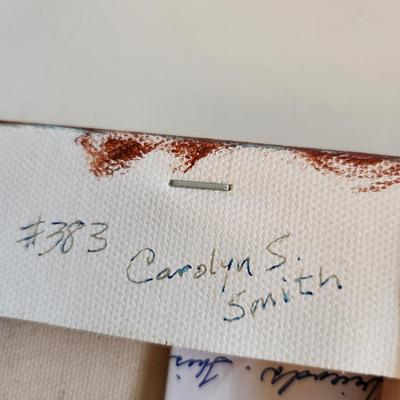 #383
Carolyn S.
Smith